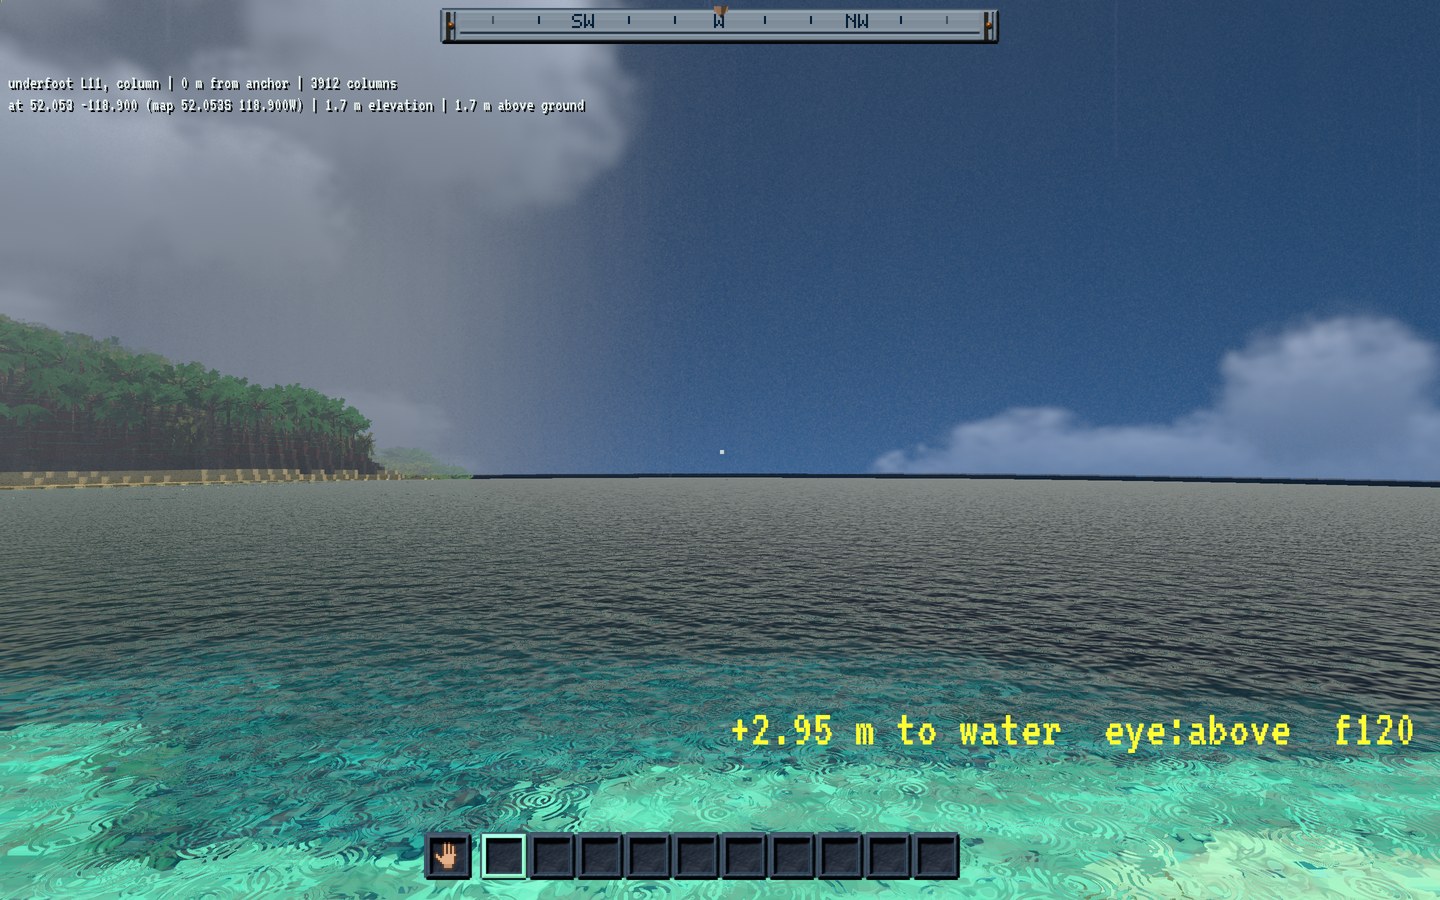 SW W NW
underfoot L11, column | 0 m from anchor | 3912 columns
at 52.053 -118.900 (map 52.053S 118.900W) | 1.7 m elevation | 1.7 m above ground
+2.95 m to water eye:above f120